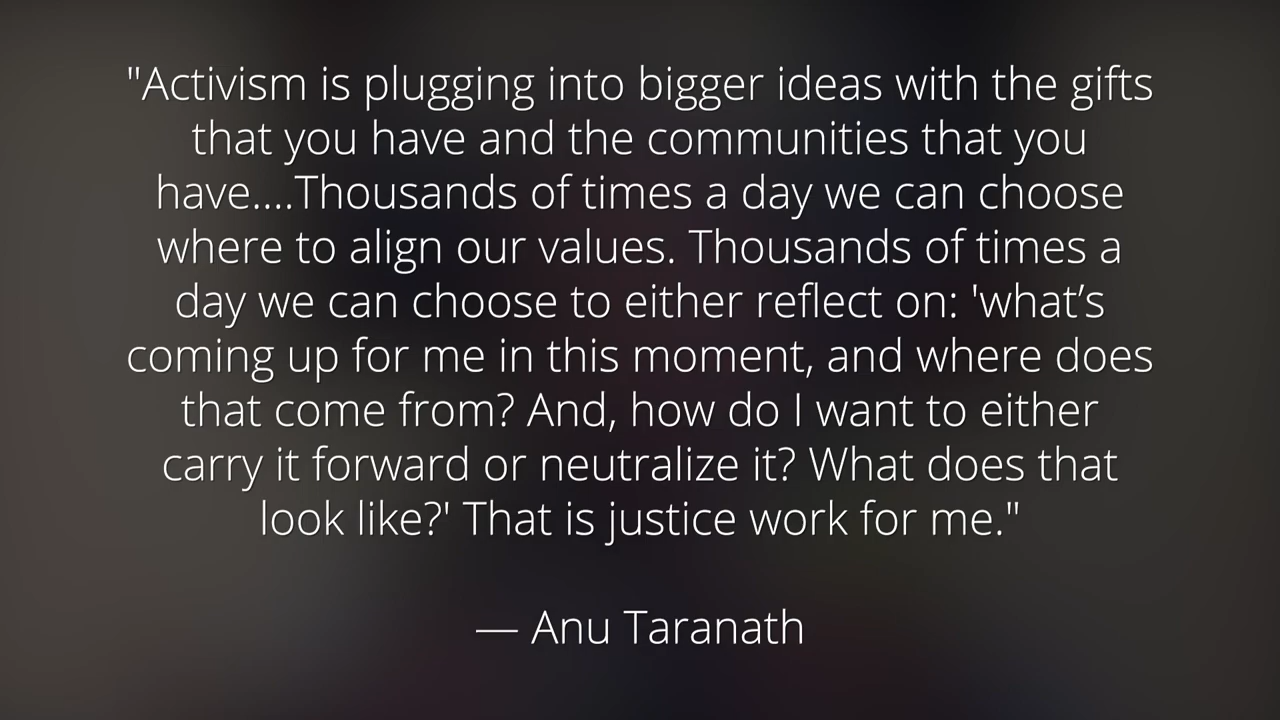 "Activism is plugging into bigger ideas with the gifts
that you have and the communities that you
have....Thousands of times a day we can choose
where to align our values. Thousands of times a
day we can choose to either reflect on: 'what’s
coming up for me in this moment, and where does
that come from? And, how do I want to either
carry it forward or neutralize it? What does that
look like?' That is justice work for me."
— Anu Taranath